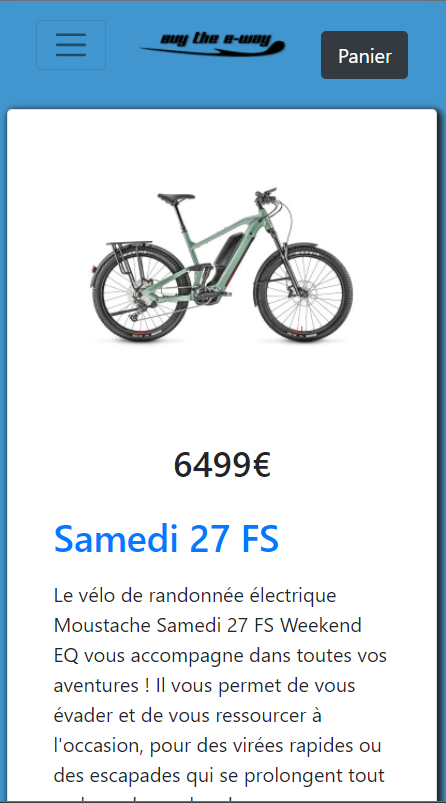 buy the e-way
Panier
6499€
Samedi 27 FS
Le vélo de randonnée électrique
Moustache Samedi 27 FS Weekend
EQ vous accompagne dans toutes vos
aventures ! Il vous permet de vous
évader et de vous ressourcer à
l'occasion, pour des virées rapides ou
des escapades qui se prolongent tout